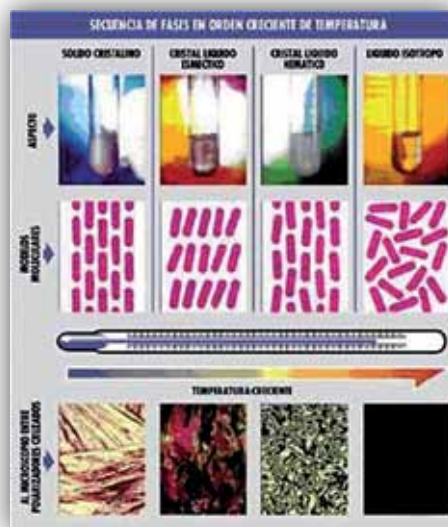 SECUENCIA DE FASES EN ORDEN CRECIENTE DE TEMPERATURA
SOLIDO CRISTALINO
CRISTAL LIQUIDO
ESMECTICO
CRISTAL LIQUIDO
NEMATICO
LIQUIDO ISOTROPO
ASPECTO
MODELOS
MOLECULARES
TEMPERATURA CRECIENTE
AL MICROSCOPIO ENTRE
POLARIZADORES CRUZADOS